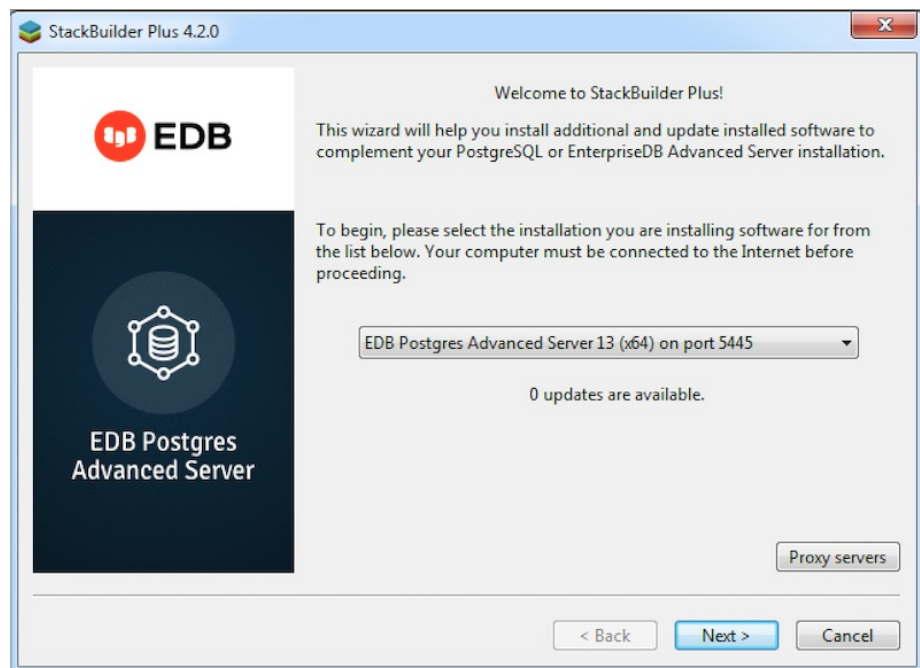 StackBuilder Plus 4.2.0
EDB
Welcome to StackBuilder Plus!
This wizard will help you install additional and update installed software to
complement your PostgreSQL or EnterpriseDB Advanced Server installation.
To begin, please select the installation you are installing software for from
the list below. Your computer must be connected to the Internet before
proceeding.
EDB Postgres Advanced Server 13 (x64) on port 5445
0 updates are available.
EDB Postgres
Advanced Server
Proxy servers
< Back
Next >
Cancel